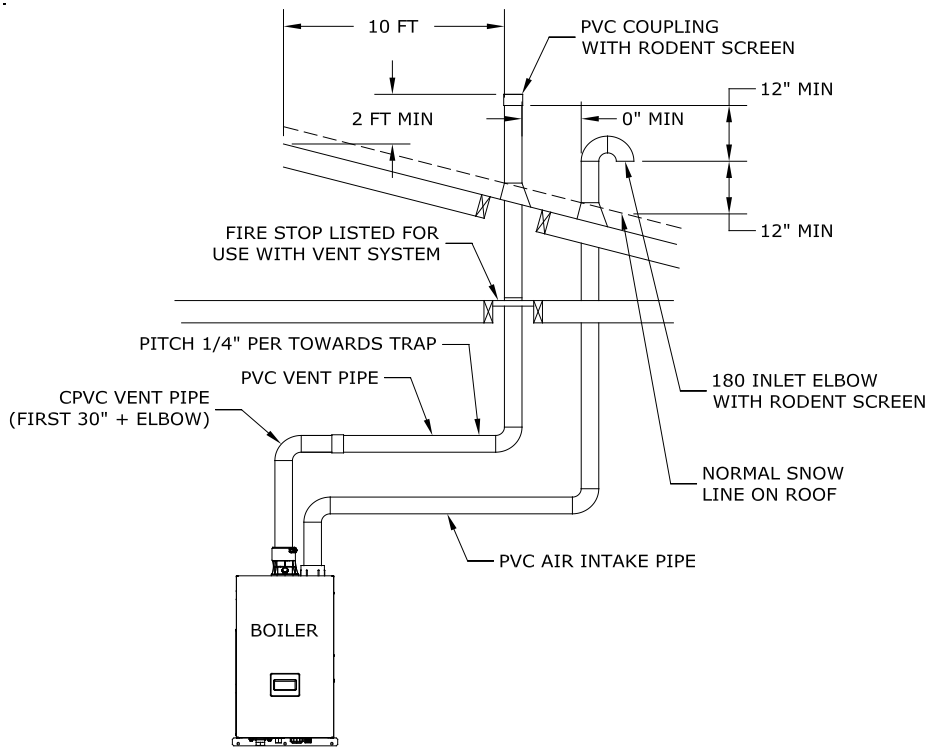 10 FT
PVC COUPLING
WITH RODENT SCREEN
12" MIN
2 FT MIN
0" MIN
12" MIN
FIRE STOP LISTED FOR
USE WITH VENT SYSTEM
PITCH 1/4" PER TOWARDS TRAP
PVC VENT PIPE
CPVC VENT PIPE
(FIRST 30" + ELBOW)
180 INLET ELBOW
WITH RODENT SCREEN
NORMAL SNOW
LINE ON ROOF
PVC AIR INTAKE PIPE
BOILER